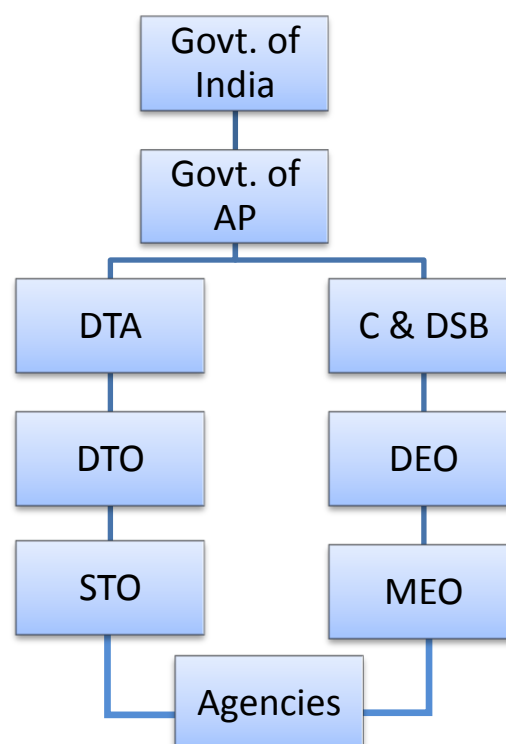 Govt. of
India
Govt. of
AP
DTA
C & DSB
DTO
DEO
STO
MEO
Agencies